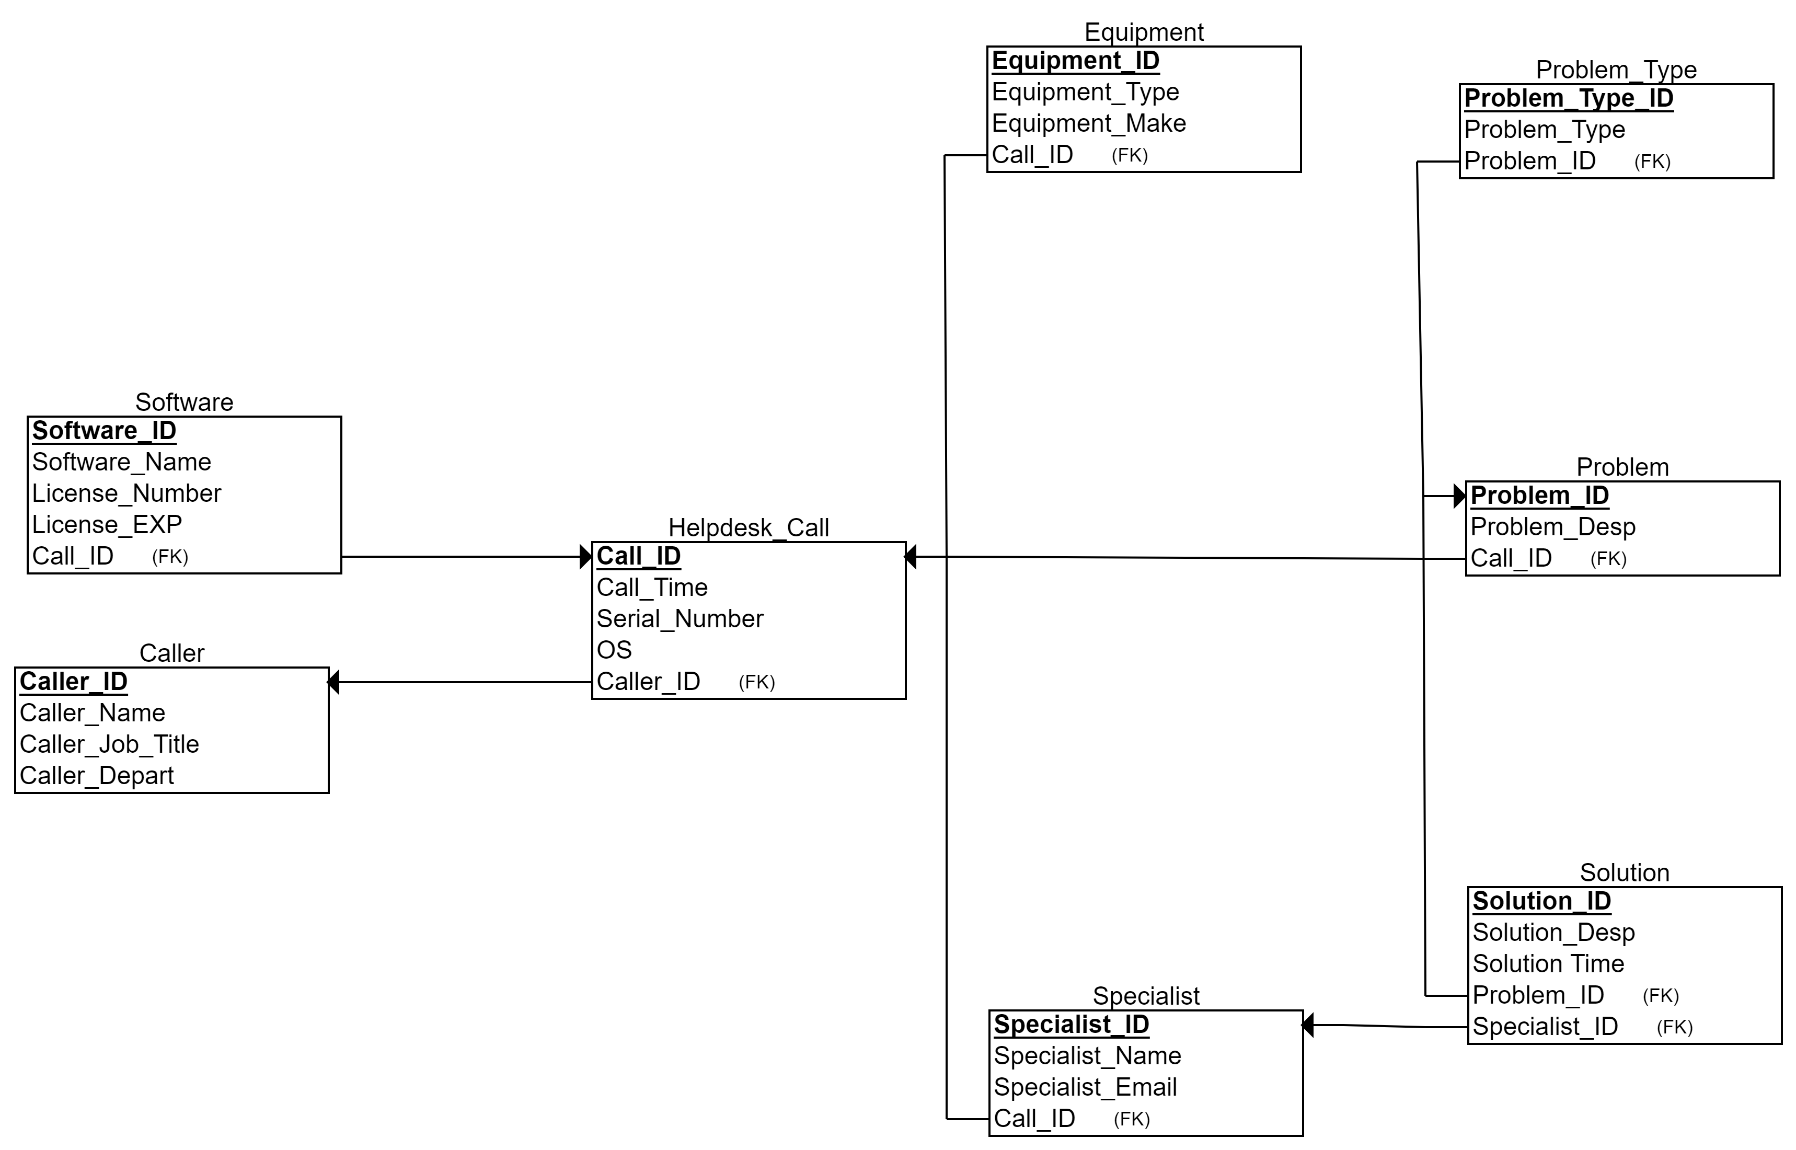 Equipment
Equipment_ID
Equipment_Type
Equipment_Make
Call_ID (FK)
Problem_Type
Problem_Type_ID
Problem_Type
Problem_ID (FK)
Software
Software_ID
Software_Name
License_Number
License_EXP
Call_ID (FK)
Helpdesk_Call
Call_ID
Call_Time
Serial_Number
OS
Caller_ID (FK)
Problem
Problem_ID
Problem_Desp
Call_ID (FK)
Caller
Caller_ID
Caller_Name
Caller_Job_Title
Caller_Depart
Solution
Solution_ID
Solution_Desp
Solution Time
Problem_ID (FK)
Specialist_ID (FK)
Specialist
Specialist_ID
Specialist_Name
Specialist_Email
Call_ID (FK)